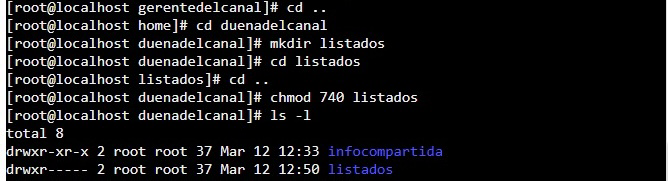 [root@localhost gerentedelcanal]# cd ..
[root@localhost home]# cd duenadelcanal
[root@localhost duenadelcanal]# mkdir listados
[root@localhost duenadelcanal]# cd listados
[root@localhost listados]# cd ..
[root@localhost duenadelcanal]# chmod 740 listados
[root@localhost duenadelcanal]# ls -l
total 8
drwxr-xr-x 2 root root 37 Mar 12 12:33 infocompartida
drwxr----- 2 root root 37 Mar 12 12:50 listados